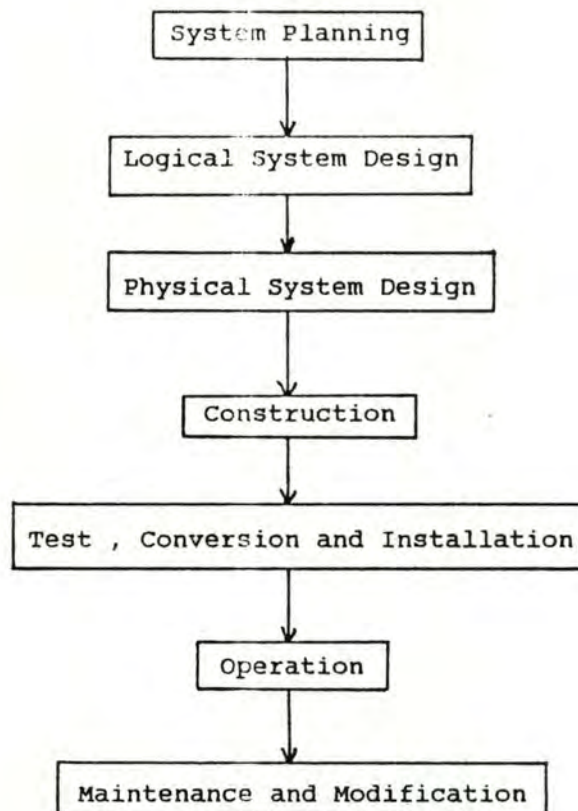 System Planning
Logical System Design
Physical System Design
Construction
Test , Conversion and Installation
Operation
Maintenance and Modification